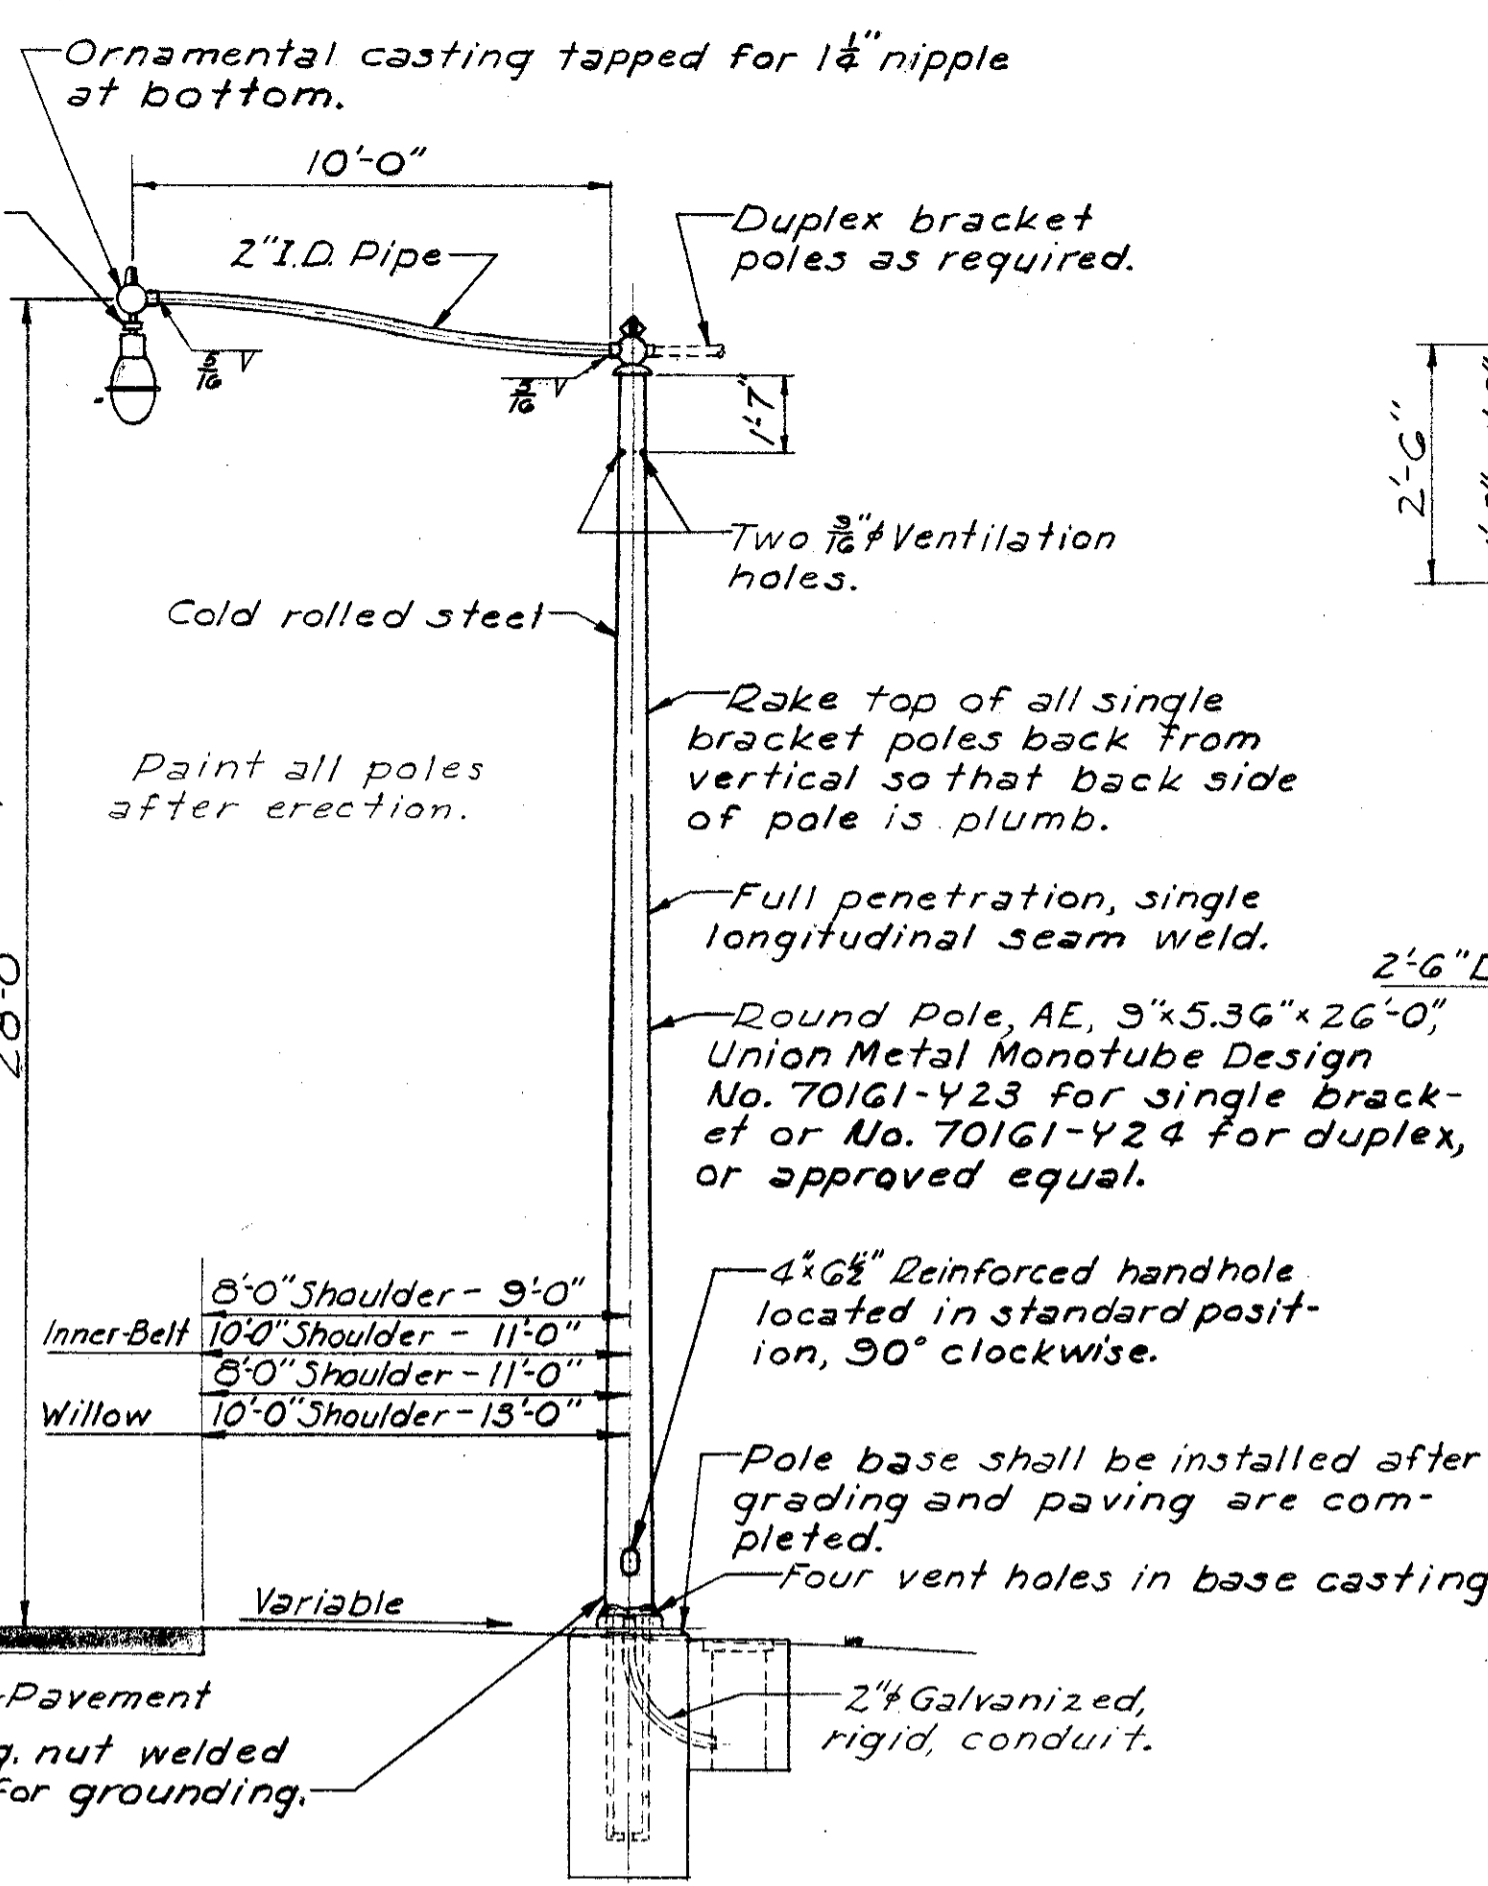 Ornamental casting tapped for 1¼" nipple
at bottom.
10'-0"
2" I.D. Pipe
Duplex bracket
poles as required.
5/16 V
5/16 V
1'-7"
2'-6"
Two 9/16"ϕ Ventilation
holes.
Cold rolled steel
Rake top of all single
bracket poles back from
vertical so that back side
of pole is plumb.
Paint all poles
after erection.
Full penetration, single
longitudinal seam weld.
28'-0
2'-6"
Round Pole, AE, 9"x5.36"x26'-0",
Union Metal Monotube Design
No. 70161-Y23 for single brack-
et or No. 70161-Y24 for duplex,
or approved equal.
8'-0" Shoulder - 9'-0"
Inner-Belt 10'-0" Shoulder - 11'-0"
8'-0" Shoulder - 11'-0"
Willow 10'-0" Shoulder - 13'-0"
4"x6½" Reinforced handhole
located in standard posit-
ion, 90° clockwise.
Pole base shall be installed after
grading and paving are com-
pleted.
Four vent holes in base casting
Variable
Pavement
nut welded
for grounding.
2"ϕ Galvanized,
rigid, conduit.